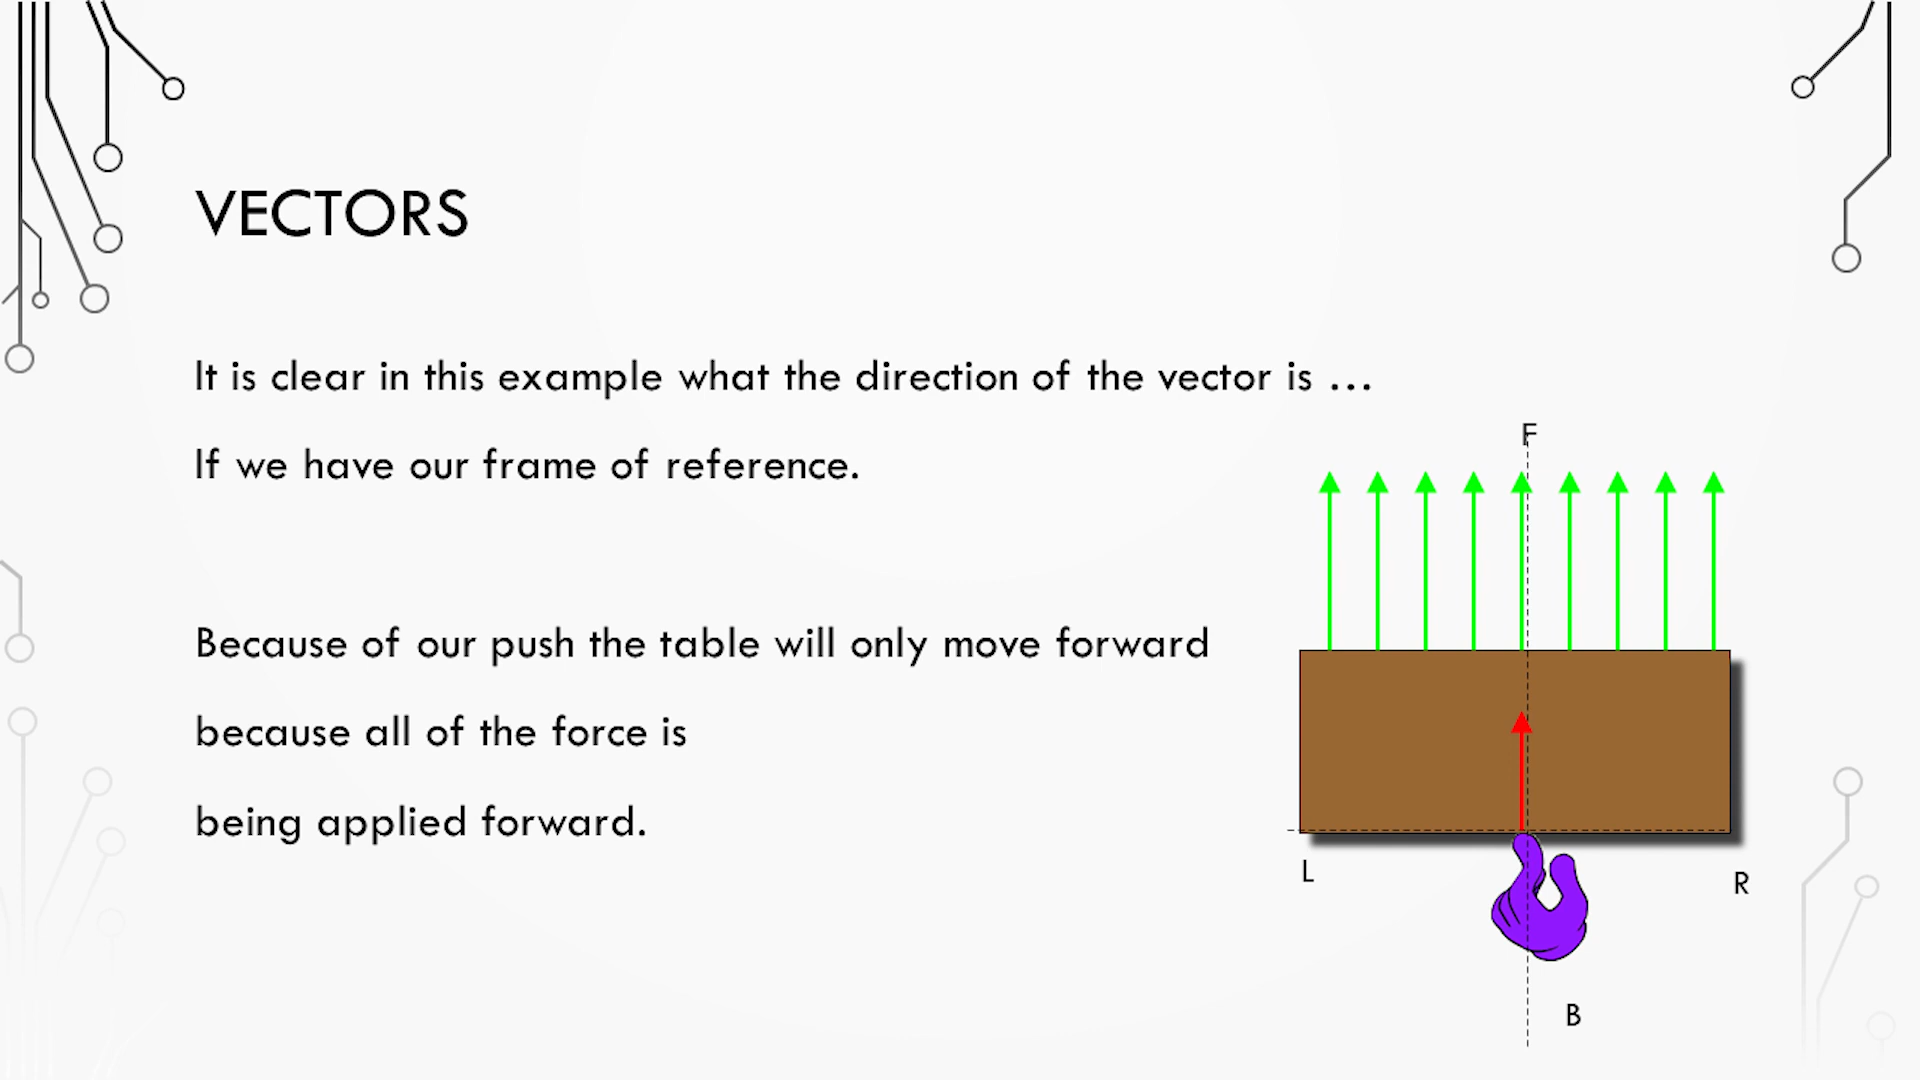 VECTORS
It is clear in this example what the direction of the vector is …
If we have our frame of reference.
Because of our push the table will only move forward
because all of the force is
being applied forward.
F
L
R
B